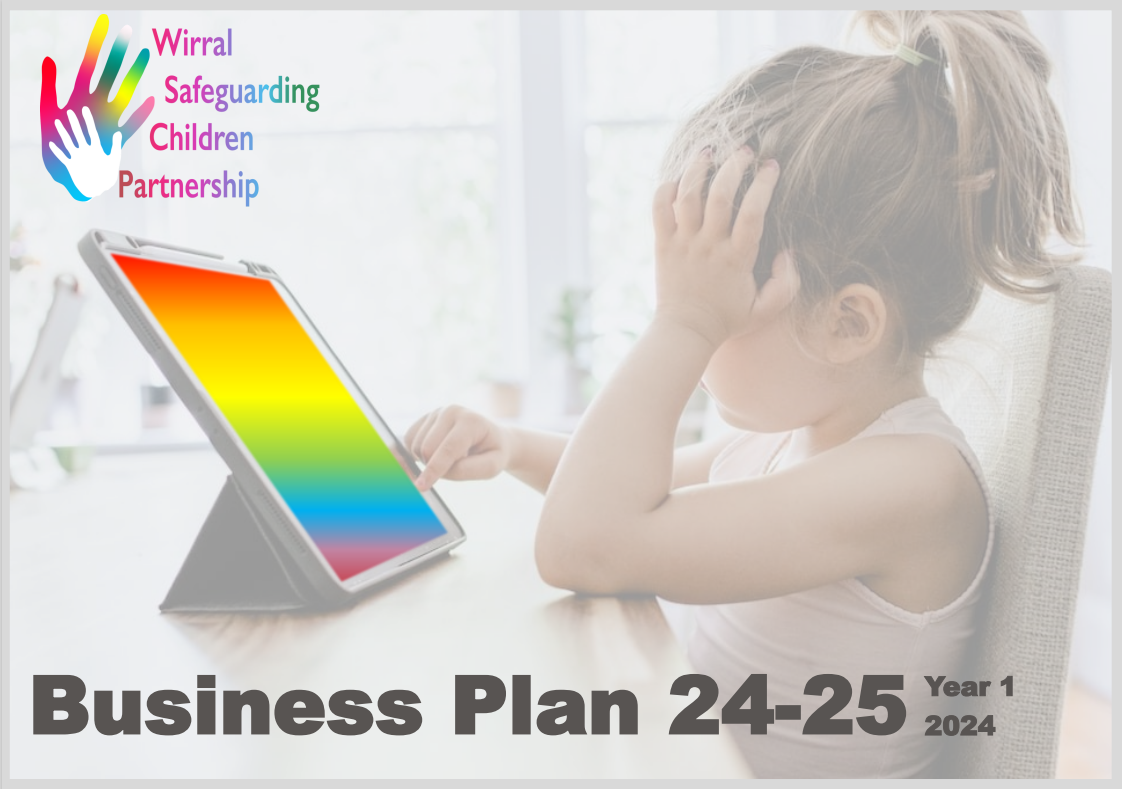 Wirral
Safeguarding
Children
Partnership
Business Plan 24-25
Year 1
2024